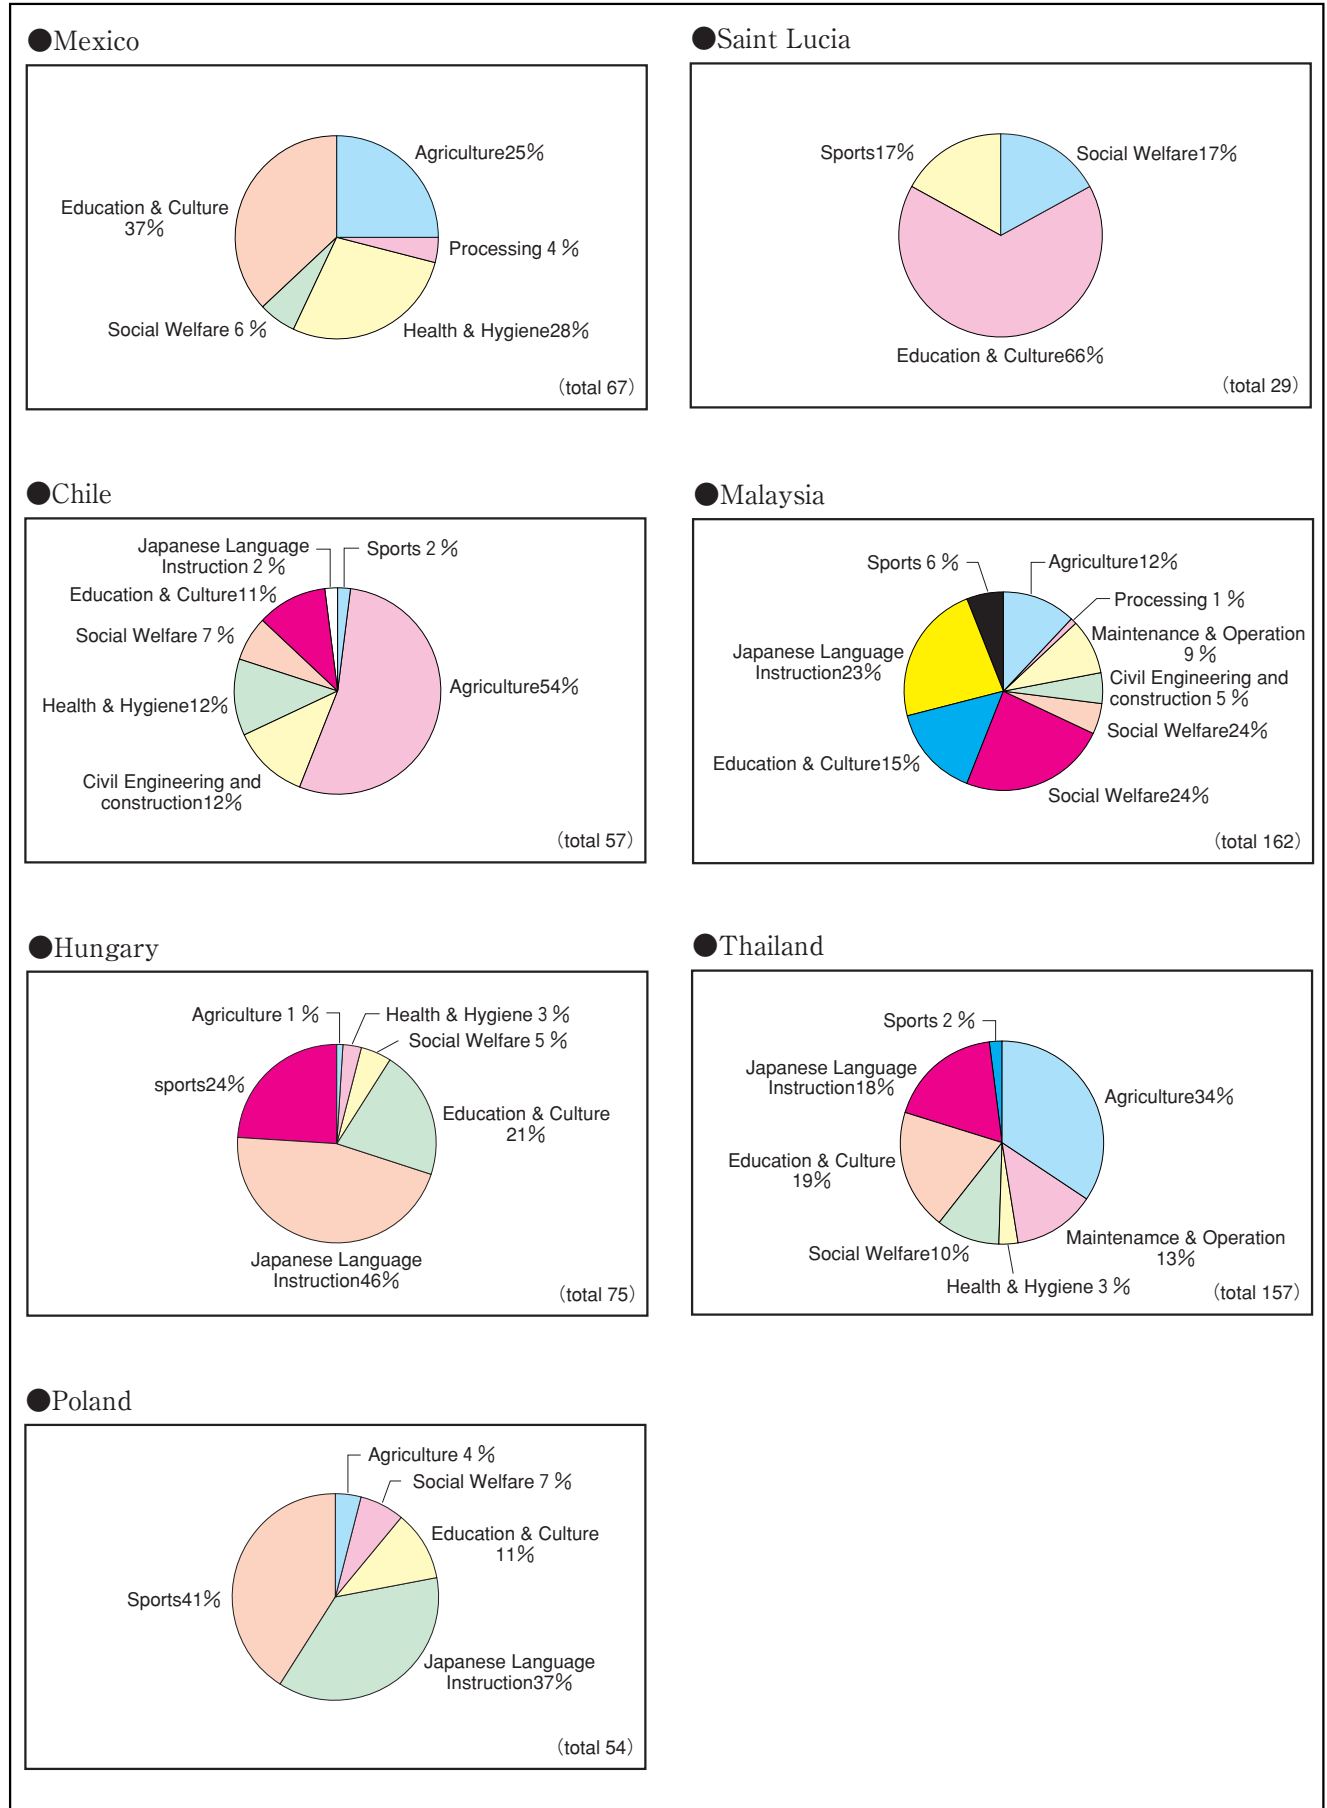 ●Mexico
Agriculture25%
Education & Culture
37%
Processing 4 %
Social Welfare 6 %
Health & Hygiene28%
(total 67)
●Saint Lucia
Sports17%
Social Welfare17%
Education & Culture66%
(total 29)
●Chile
Japanese Language
Instruction 2 %
Sports 2 %
Education & Culture11%
Social Welfare 7 %
Agriculture54%
Health & Hygiene12%
Civil Engineering and
construction12%
(total 57)
●Malaysia
Sports 6 %
Agriculture12%
Processing 1 %
Maintenance & Operation
9 %
Japanese Language
Instruction23%
Civil Engineering and
construction 5 %
Social Welfare24%
Education & Culture15%
Social Welfare24%
(total 162)
●Hungary
Agriculture 1 %
Health & Hygiene 3 %
Social Welfare 5 %
sports24%
Education & Culture
21%
Japanese Language
Instruction46%
(total 75)
●Thailand
Sports 2 %
Japanese Language
Instruction18%
Agriculture34%
Education & Culture
19%
Maintenamce & Operation
13%
Social Welfare10%
Health & Hygiene 3 %
(total 157)
●Poland
Agriculture 4 %
Social Welfare 7 %
Education & Culture
11%
Sports41%
Japanese Language
Instruction37%
(total 54)